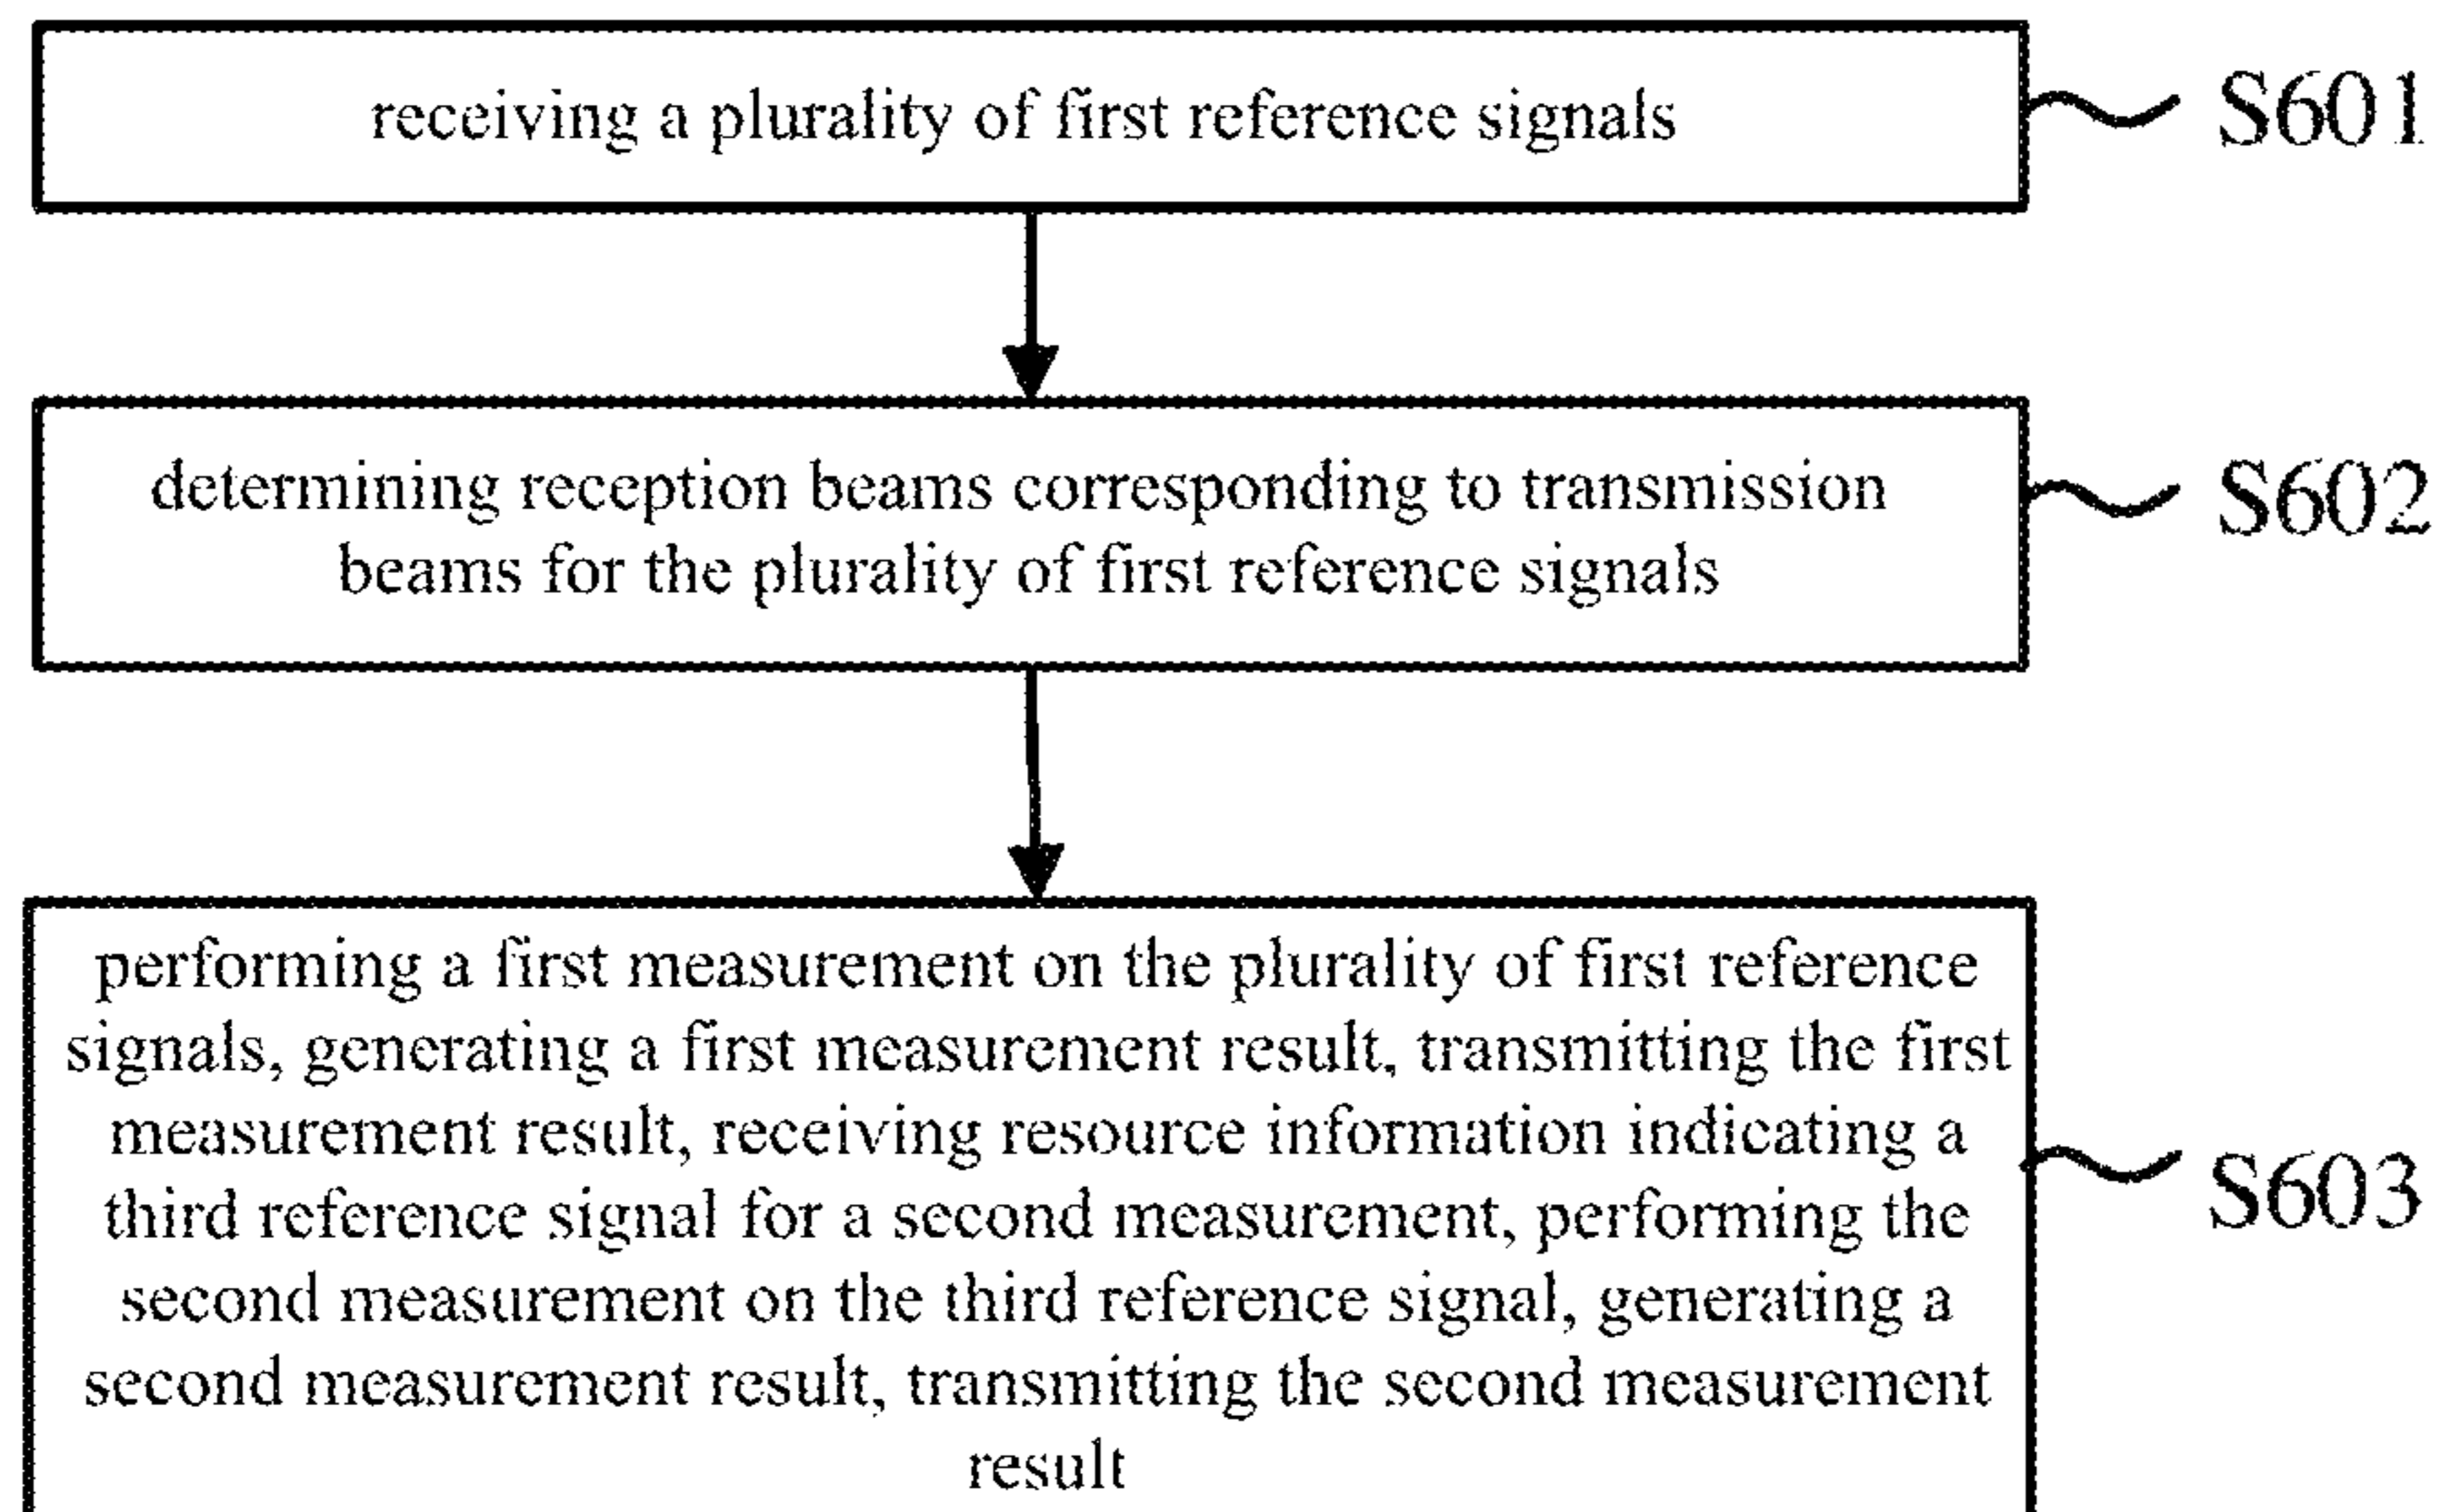 receiving a plurality of first reference signals
S601
determining reception beams corresponding to transmission
beams for the plurality of first reference signals
S602
performing a first measurement on the plurality of first reference
signals, generating a first measurement result, transmitting the first
measurement result, receiving resource information indicating a
third reference signal for a second measurement, performing the
second measurement on the third reference signal, generating a
second measurement result, transmitting the second measurement
result
S603